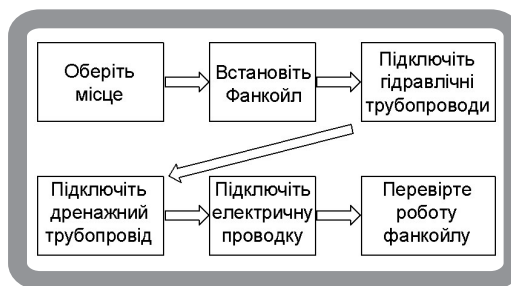 Оберіть
місце
Встановіть
Фанкойл
Підключіть
гідравлічні
трубопроводи
Підключіть
дренажний
трубопровід
Підключіть
електричну
проводку
Перевірте
роботу
фанкойлу